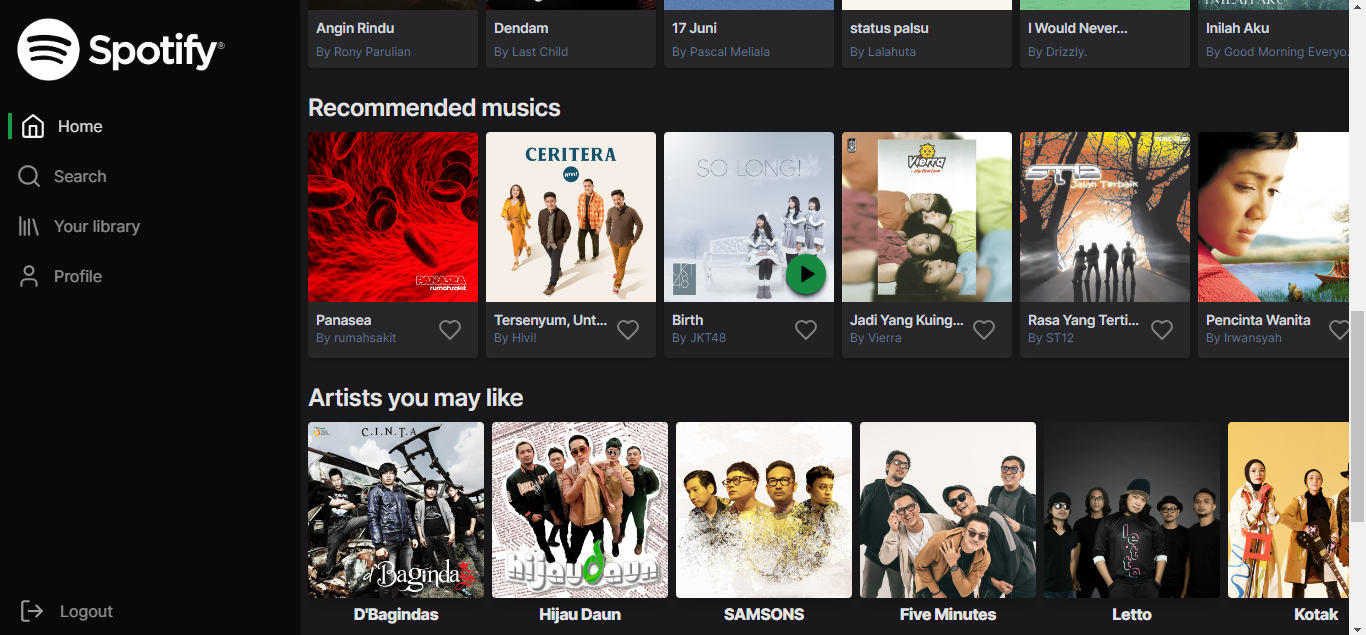 Spotify®
Home
Search
Your library
Profile
Logout
Angin Rindu
By Rony Parulian
Dendam
By Last Child
17 Juni
By Pascal Meliala
status palsu
By Lalahuta
I Would Never...
By Drizzly.
Inilah Aku
By Good Morning Everyo
Recommended musics
PANASEA
rumahsakit
Panasea
By rumahsakit
CERITERA
HiVi!
Tersenyum, Unt...
By Hivi!
SO LONG!
JKT
48
Birth
By JKT48
Vierra
Jadi Yang Kuing...
By Vierra
ST12
Jalan Terbaik
Rasa Yang Terti...
By ST12
Pencinta Wanita
By Irwansyah
Artists you may like
C.I.N.T.A
d'Bagindas
D'Bagindas
hijau daun
Hijau Daun
SAMSONS
Five Minutes
letto
Letto
Kotak